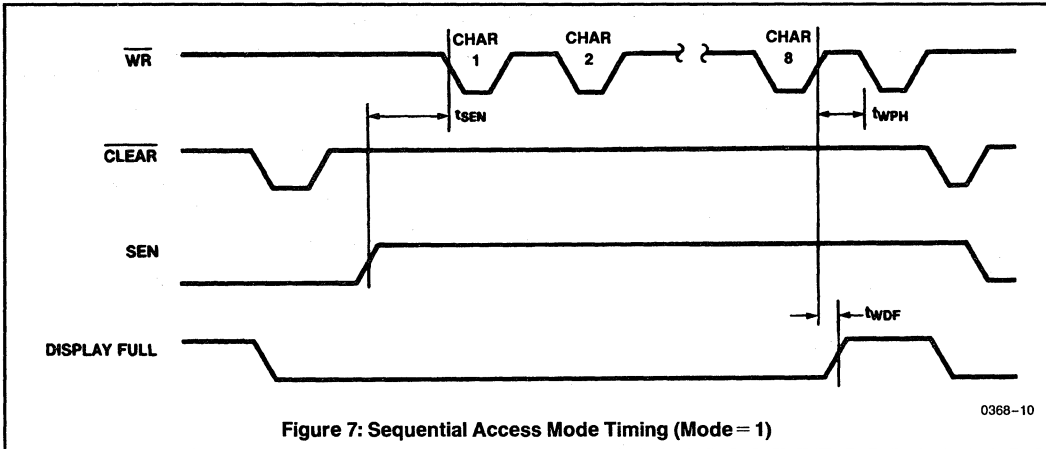 WR
CHAR
1
CHAR
2
CHAR
8
tSEN
tWPH
CLEAR
SEN
tWDF
DISPLAY FULL
0368-10
Figure 7: Sequential Access Mode Timing (Mode = 1)